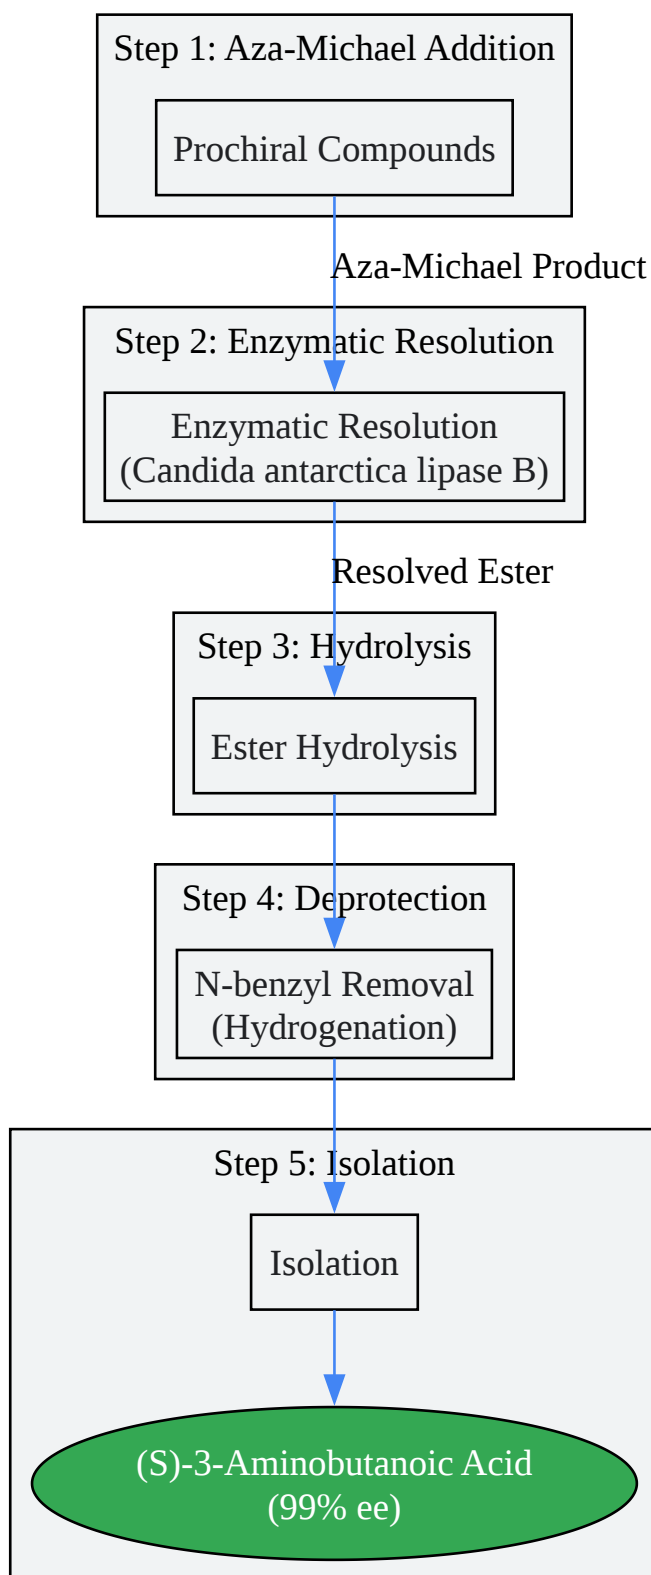 Step 1: Aza-Michael Addition
Prochiral Compounds
Aza-Michael Product
Step 2: Enzymatic Resolution
Enzymatic Resolution
(Candida antarctica lipase B)
Resolved Ester
Step 3: Hydrolysis
Ester Hydrolysis
Step 4: Deprotection
N-benzyl Removal
(Hydrogenation)
Step 5: Isolation
Isolation
(S)-3-Aminobutanoic Acid
(99% ee)